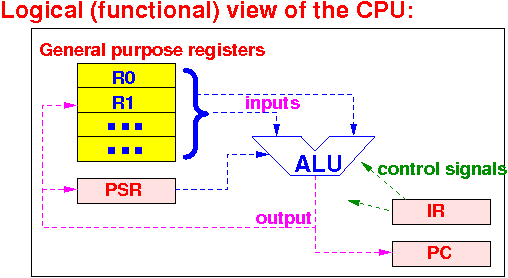 Logical (functional) view of the CPU:
General purpose registers
R0
R1
inputs
ALU
control signals
PSR
output
IR
PC